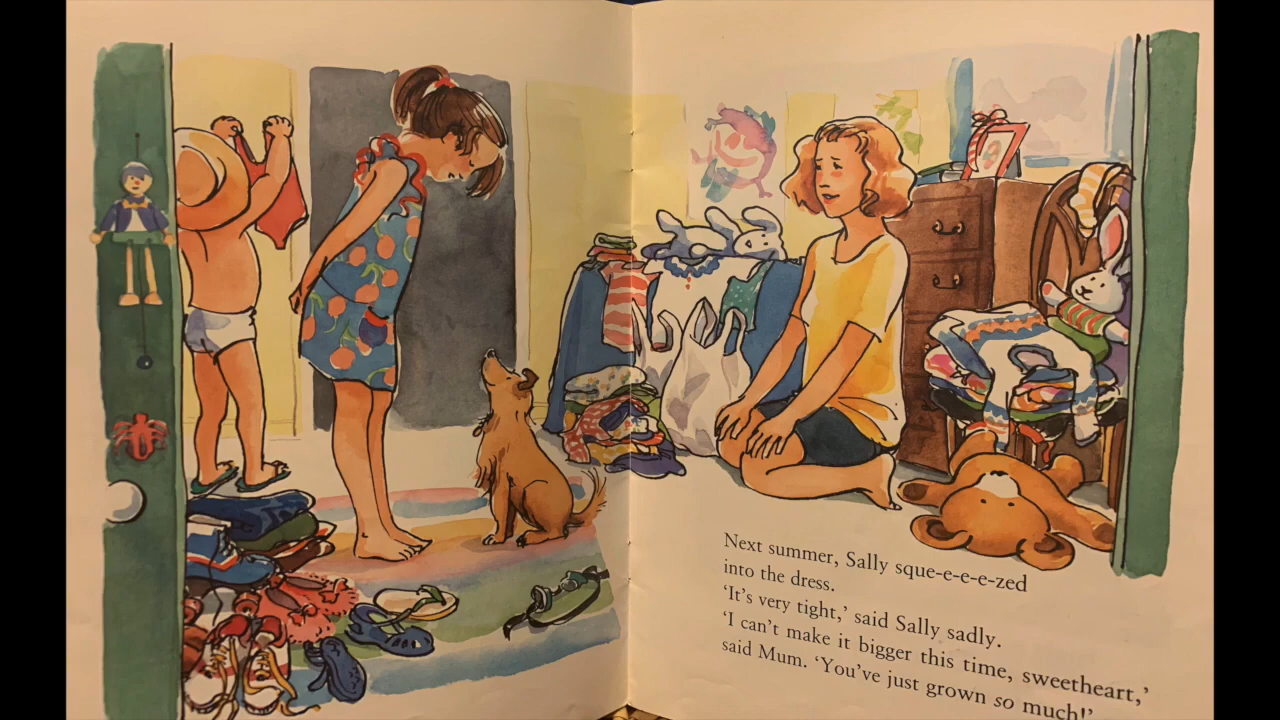 Next summer, Sally sque-e-e-e-zed
into the dress.
‘It’s very tight,’ said Sally sadly.
‘I can’t make it bigger this time, sweetheart,’
said Mum. ‘You’ve just grown so much!’